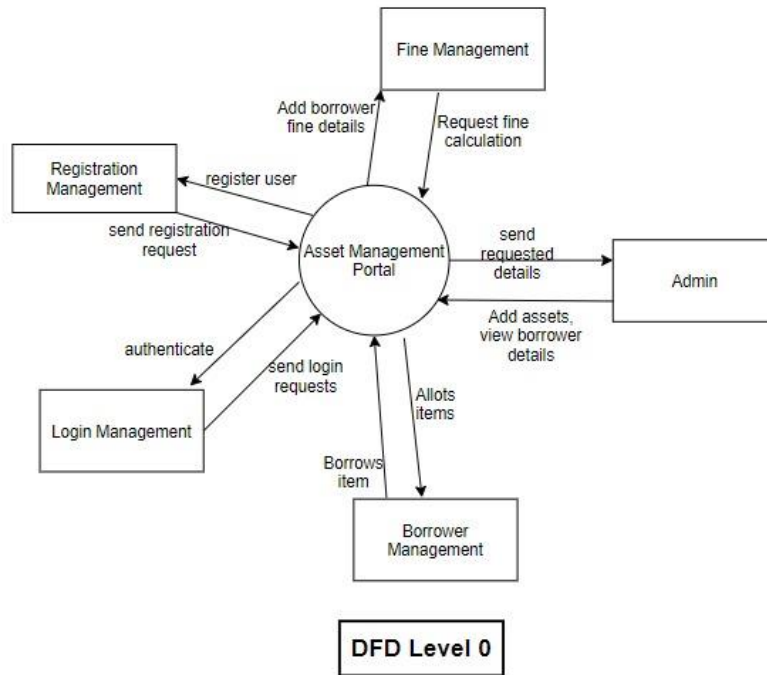 Fine Management
Add borrower
fine details
Request fine
calculation
Registration
Management
register user
send registration
request
Asset Management
Portal
send
requested
details
Admin
Add assets,
view borrower
details
authenticate
send login
requests
Login Management
Allots
items
Borrows
item
Borrower
Management
DFD Level 0